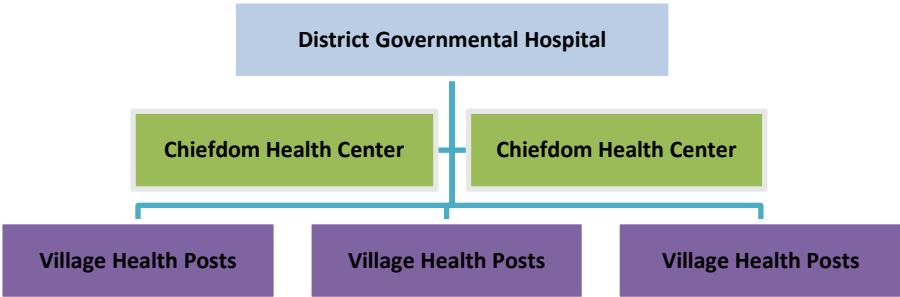 District Governmental Hospital
Chiefdom Health Center
Chiefdom Health Center
Village Health Posts
Village Health Posts
Village Health Posts